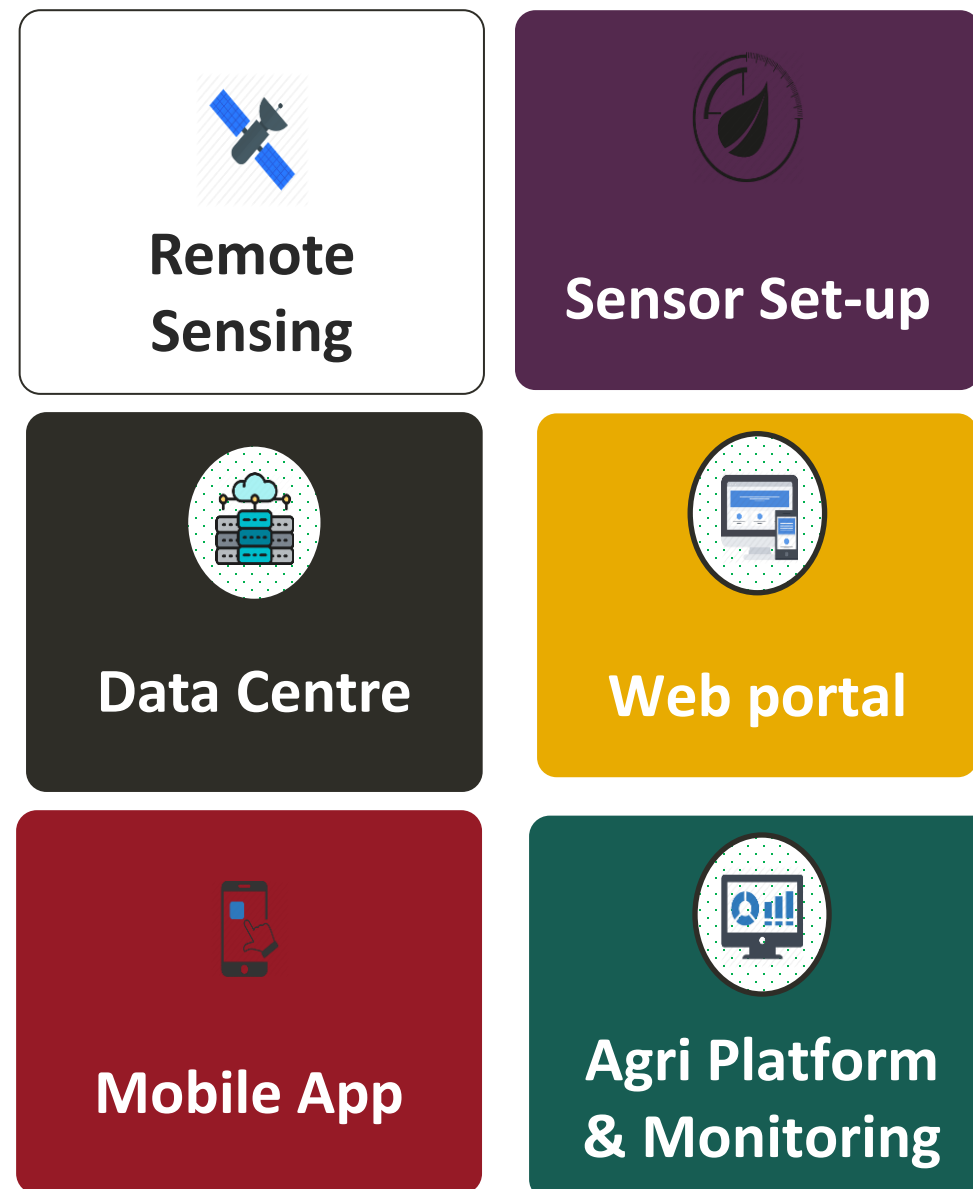 Remote
Sensing
Sensor Set-up
Data Centre
Web portal
Mobile App
Agri Platform
& Monitoring